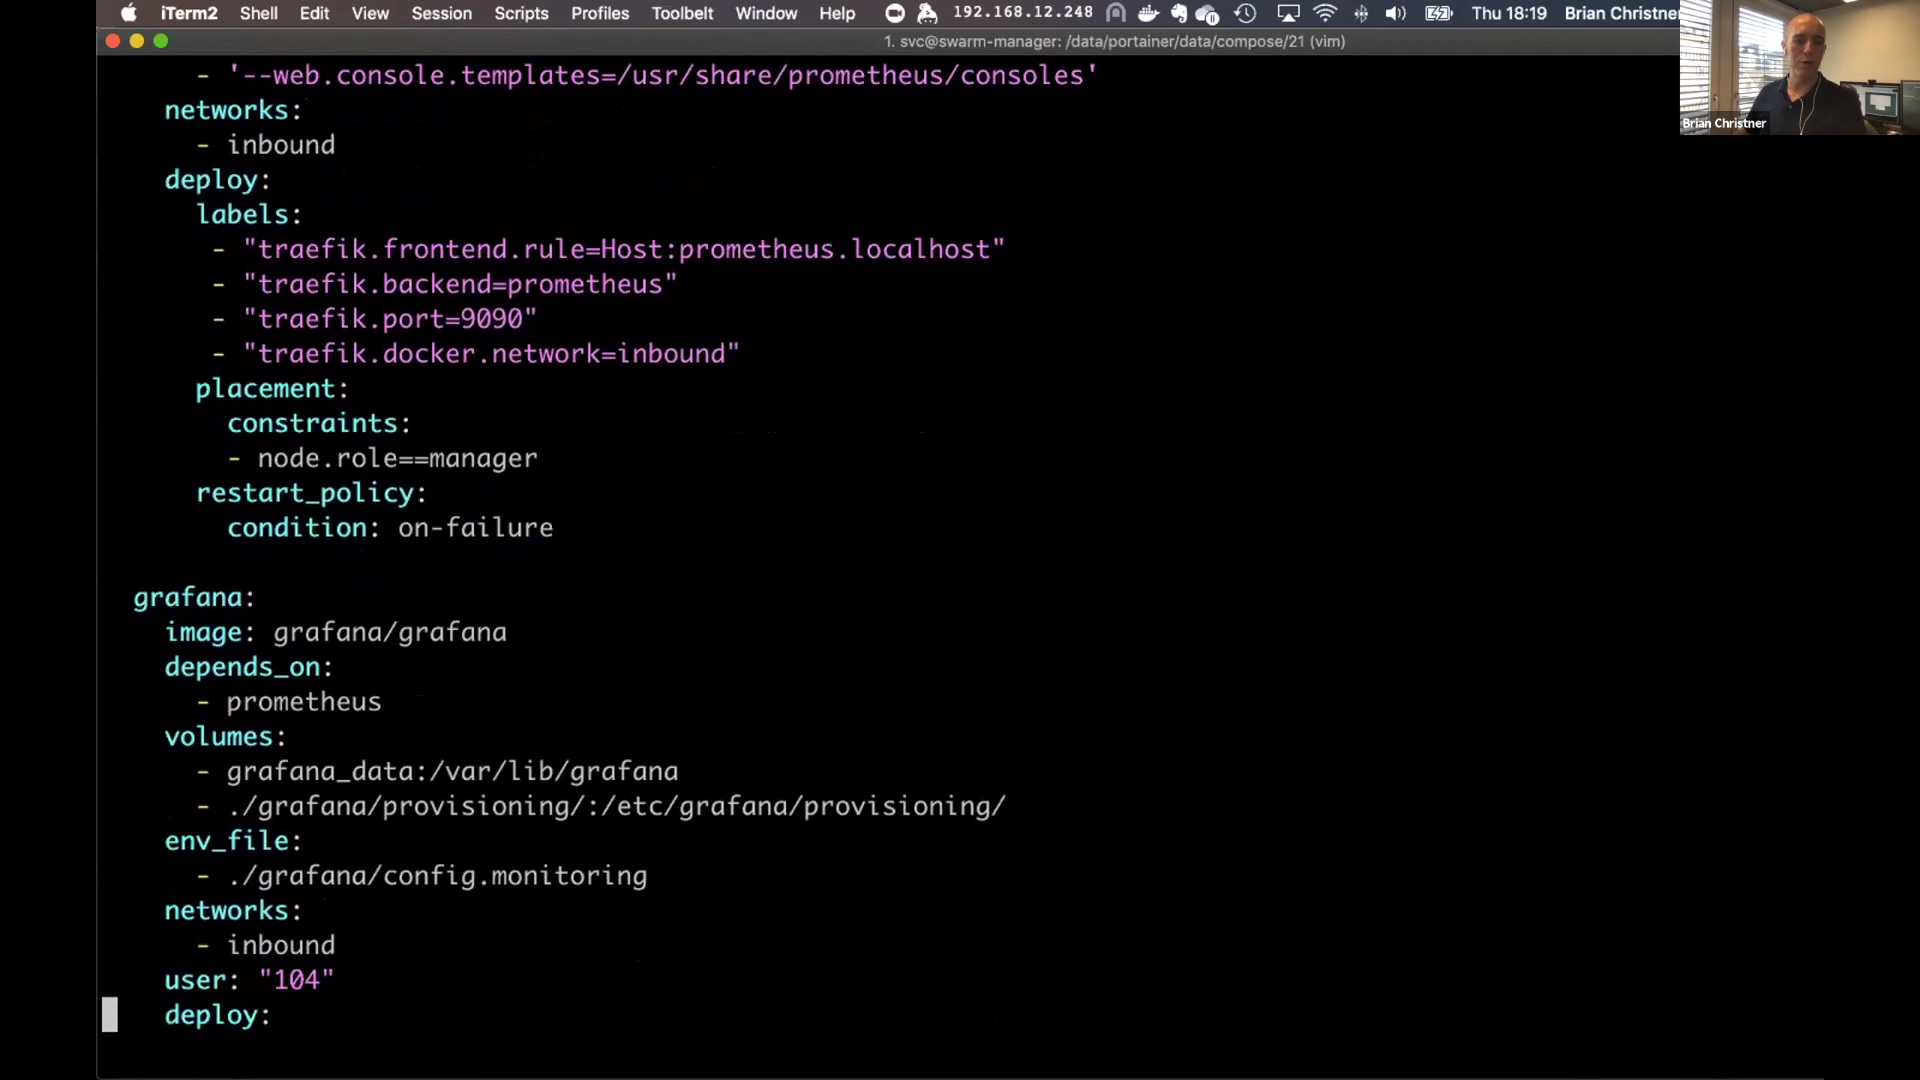 iTerm2 Shell Edit View Session Scripts Profiles Toolbelt Window Help 192.168.12.248 Thu 18:19 Brian Christner
1. svc@swarm-manager: /data/portainer/data/compose/21 (vim)
Brian Christner
- '--web.console.templates=/usr/share/prometheus/consoles'
networks:
- inbound
deploy:
labels:
- "traefik.frontend.rule=Host:prometheus.localhost"
- "traefik.backend=prometheus"
- "traefik.port=9090"
- "traefik.docker.network=inbound"
placement:
constraints:
- node.role==manager
restart_policy:
condition: on-failure
grafana:
image: grafana/grafana
depends_on:
- prometheus
volumes:
- grafana_data:/var/lib/grafana
- ./grafana/provisioning/:/etc/grafana/provisioning/
env_file:
- ./grafana/config.monitoring
networks:
- inbound
user: "104"
deploy: